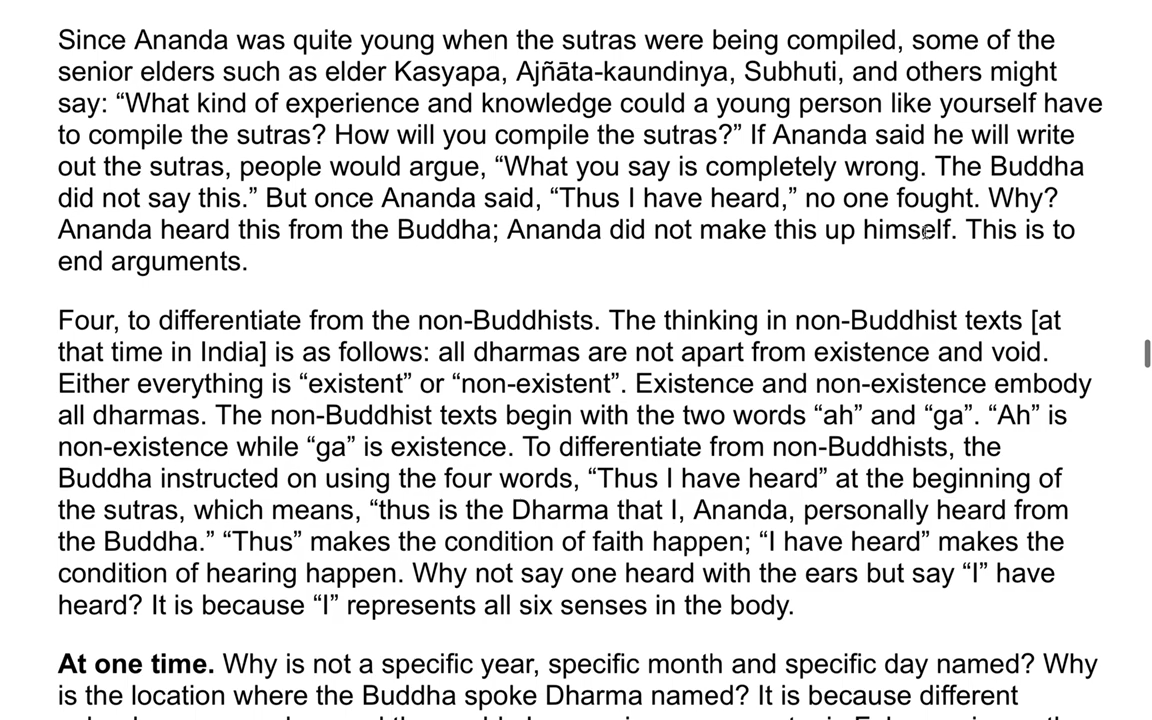 Since Ananda was quite young when the sutras were being compiled, some of the
senior elders such as elder Kasyapa, Ajñāta-kaundinya, Subhuti, and others might
say: “What kind of experience and knowledge could a young person like yourself have
to compile the sutras? How will you compile the sutras?” If Ananda said he will write
out the sutras, people would argue, “What you say is completely wrong. The Buddha
did not say this.” But once Ananda said, “Thus I have heard,” no one fought. Why?
Ananda heard this from the Buddha; Ananda did not make this up himself. This is to
end arguments.
Four, to differentiate from the non-Buddhists. The thinking in non-Buddhist texts [at
that time in India] is as follows: all dharmas are not apart from existence and void.
Either everything is “existent” or “non-existent”. Existence and non-existence embody
all dharmas. The non-Buddhist texts begin with the two words “ah” and “ga”. “Ah” is
non-existence while “ga” is existence. To differentiate from non-Buddhists, the
Buddha instructed on using the four words, “Thus I have heard” at the beginning of
the sutras, which means, “thus is the Dharma that I, Ananda, personally heard from
the Buddha.” “Thus” makes the condition of faith happen; “I have heard” makes the
condition of hearing happen. Why not say one heard with the ears but say “I” have
heard? It is because “I” represents all six senses in the body.
At one time. Why is not a specific year, specific month and specific day named? Why
is the location where the Buddha spoke Dharma named? It is because different